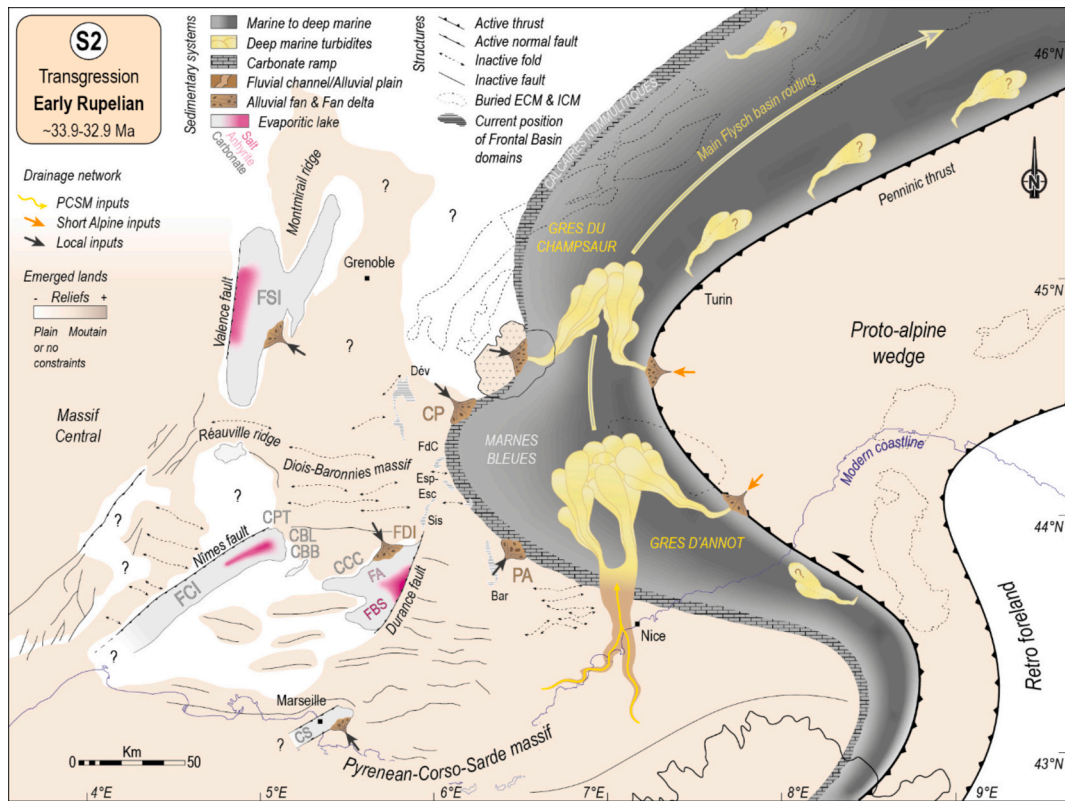 S2
Transgression
Early Rupelian
~33.9-32.9 Ma
Drainage network
PCSM inputs
Short Alpine inputs
Local inputs
Emerged lands
- Reliefs +
Plain Moutain
or no
constraints
Sedimentary systems
Marine to deep marine
Deep marine turbidites
Carbonate ramp
Fluvial channel/Alluvial plain
Alluvial fan & Fan delta
Evaporitic lake
Salt
Anhyrite
Carbonate
Structures
Active thrust
Active normal fault
Inactive fold
Inactive fault
Buried ECM & ICM
Current position
of Frontal Basin
domains
CALCAIRES NUMMULITIQUES
Main Flysch basin routing
Penninic thrust
N
46°N
45°N
44°N
43°N
?
?
?
?
Montmirail ridge
?
?
?
Grenoble
Valence fault
FSI
GRES DU
CHAMPSAUR
Turin
Proto-alpine
wedge
Massif
Central
Dév
CP
Réauville ridge
Diois-Baronnies massif
FdC
Esp-
Esc
Sis
MARNES
BLEUES
Modern coastline
?
?
?
Nîmes fault
CPT
CBL
CBB
CCC
FDI
FA
FBS
FCI
Durance fault
PA
Bar
GRES D'ANNOT
Nice
Retro foreland
?
Marseille
CS
?
Pyrenean-Corso-Sarde massif
Km
0 50
4°E 5°E 6°E 7°E 8°E 9°E